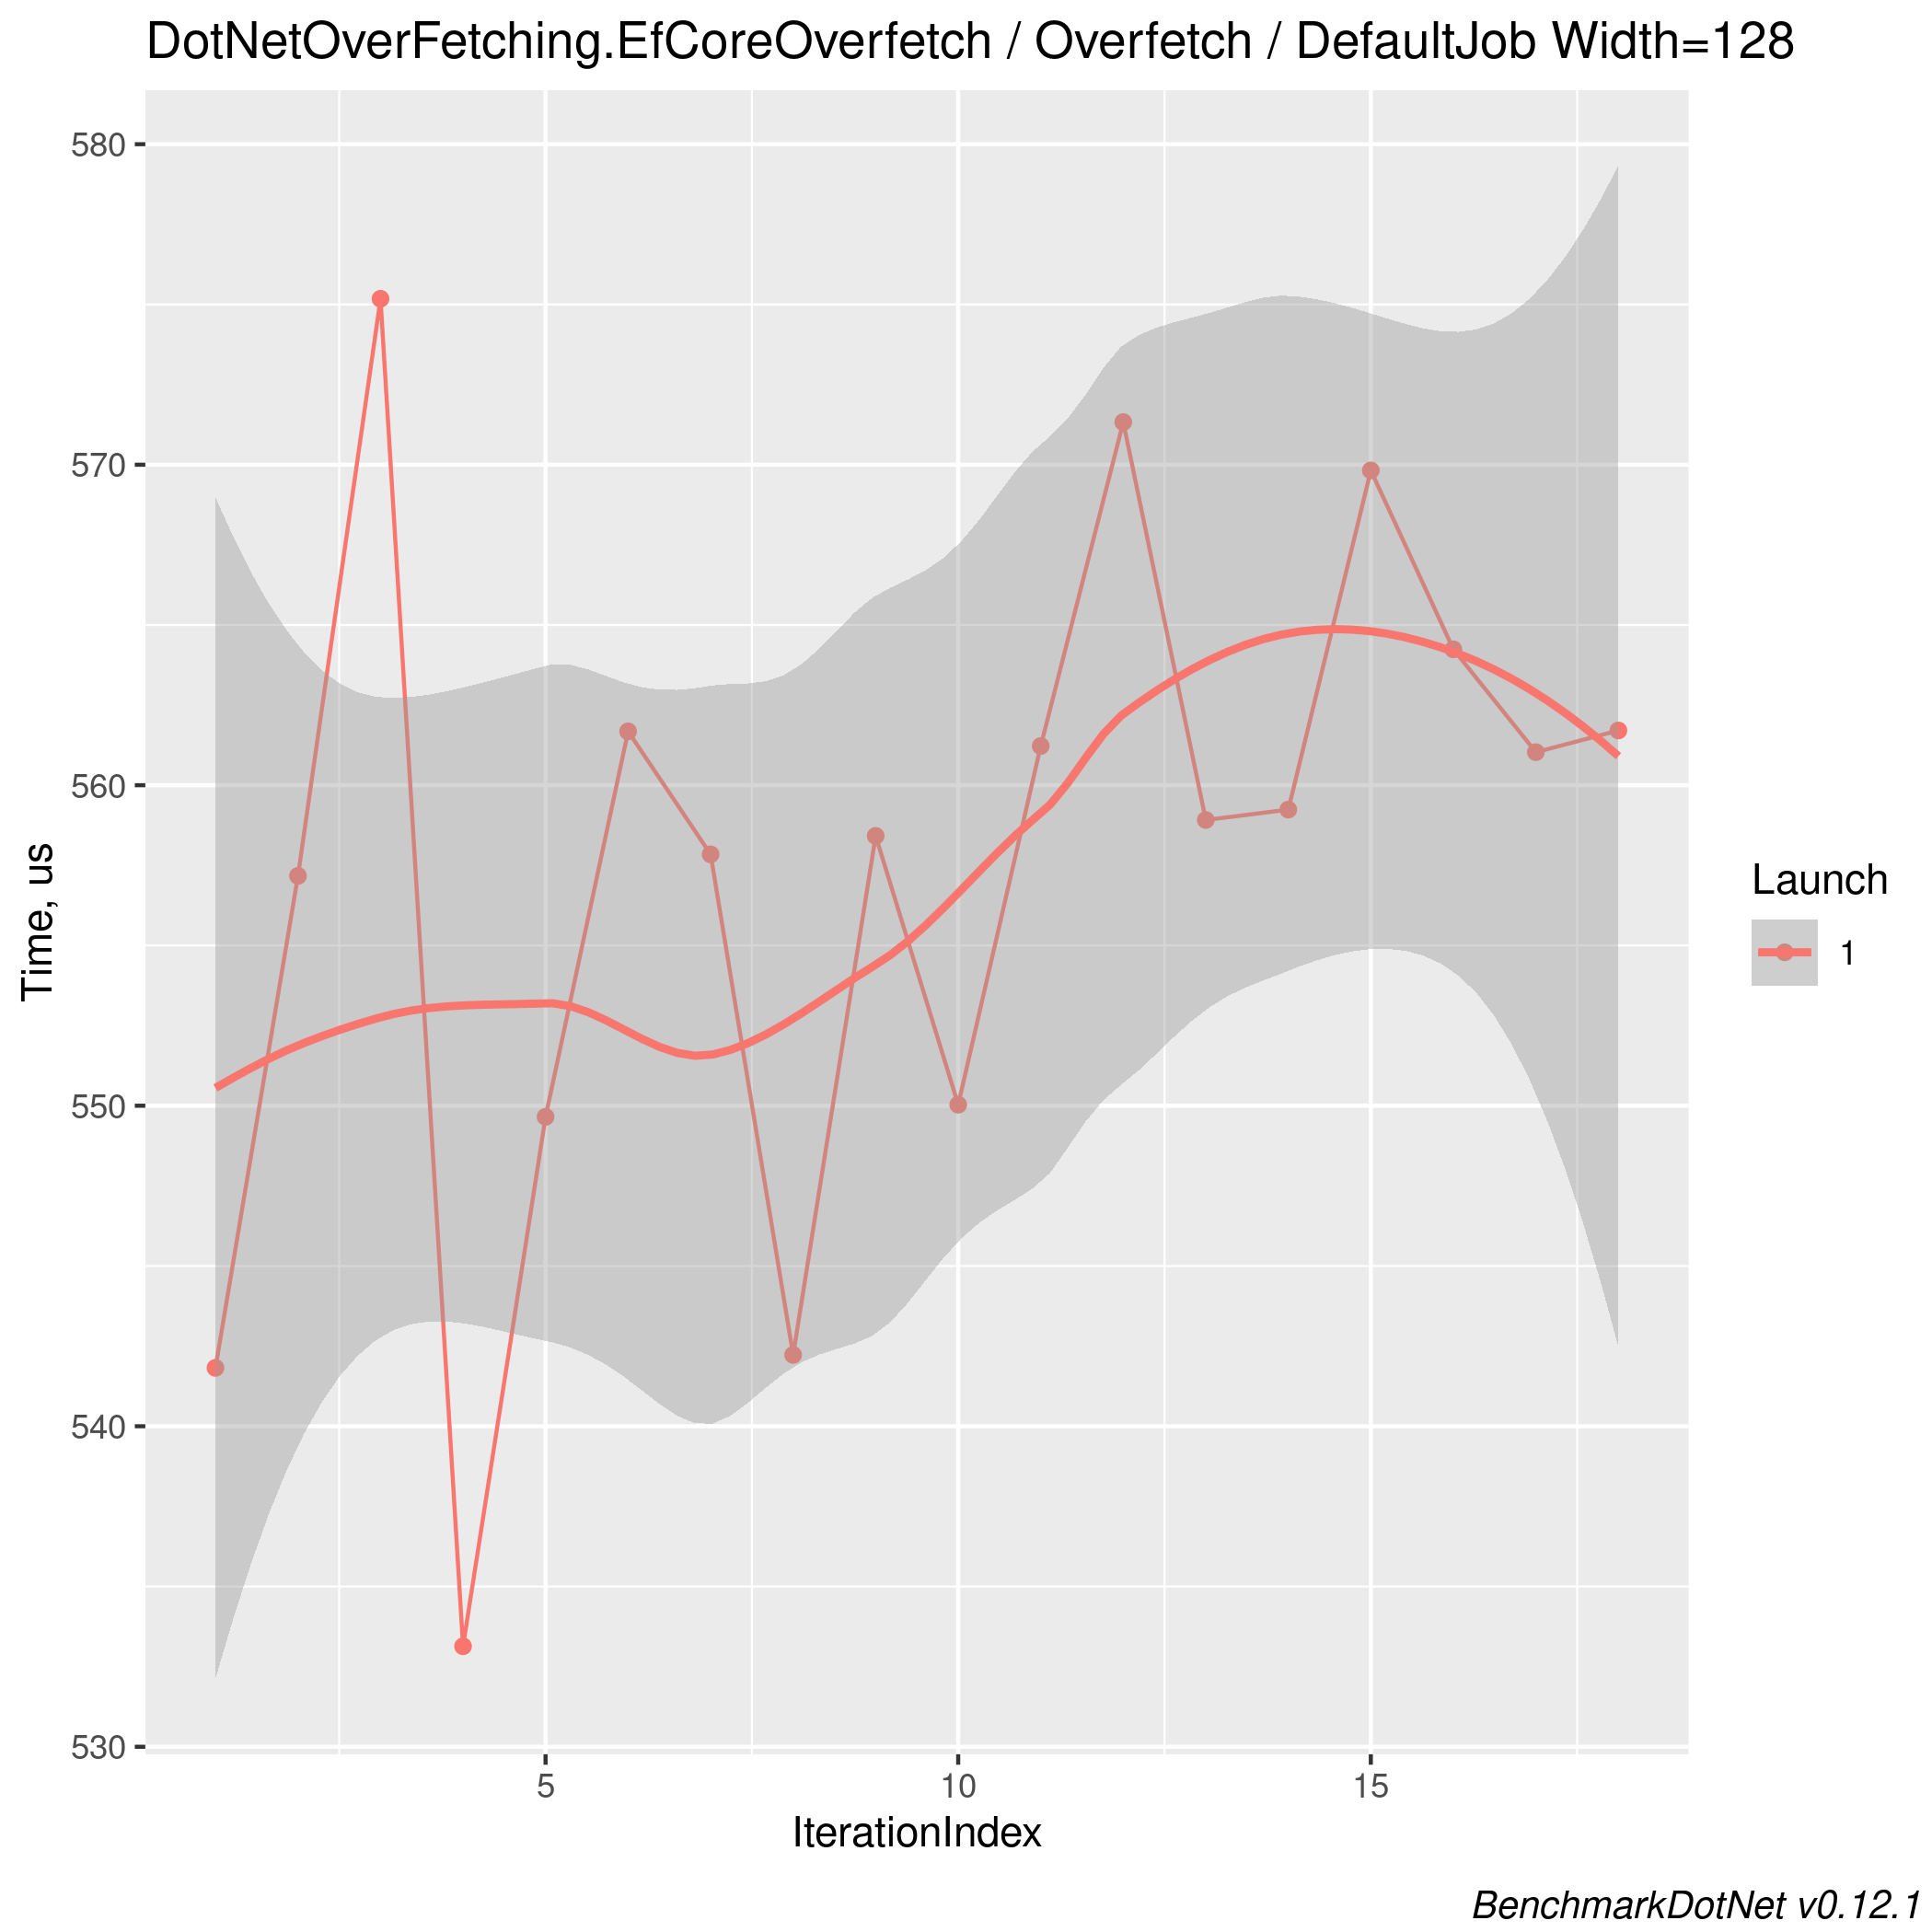 DotNetOverFetching.EfCoreOverfetch / Overfetch / DefaultJob Width=128
580
570
560
550
540
530
Time, us
5
10
15
IterationIndex
Launch
1
BenchmarkDotNet v0.12.1